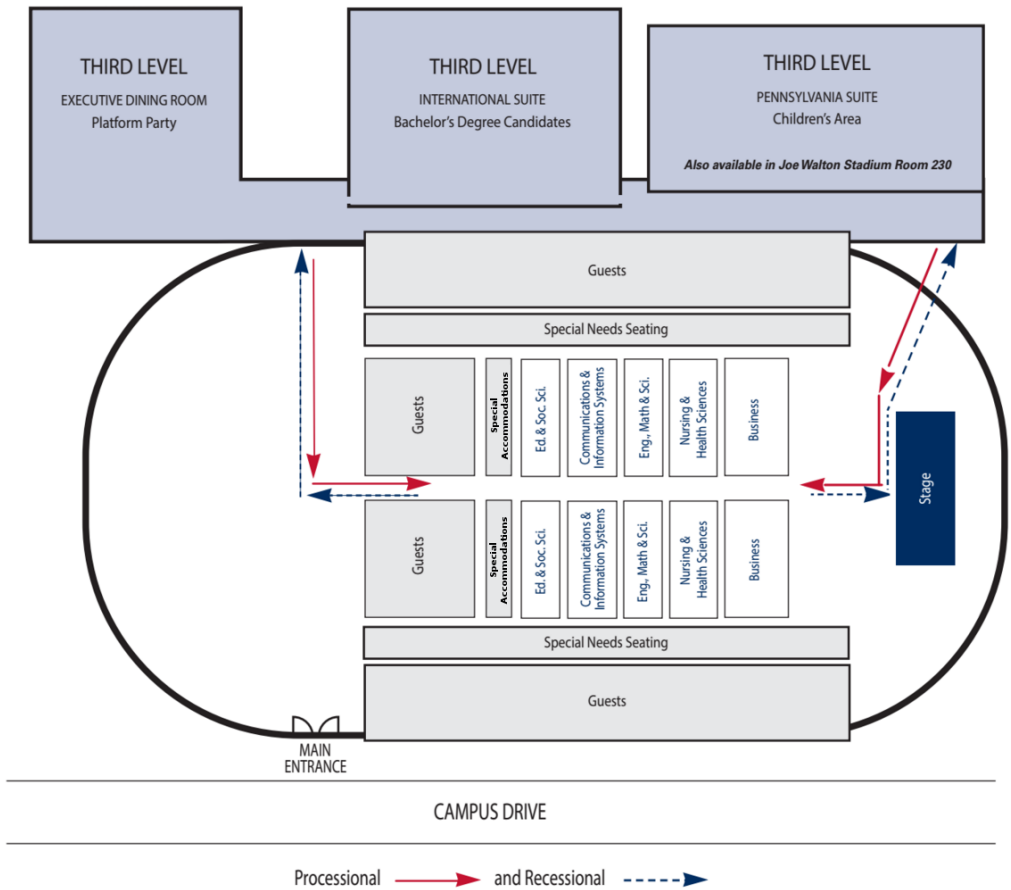 THIRD LEVEL
EXECUTIVE DINING ROOM
Platform Party
THIRD LEVEL
INTERNATIONAL SUITE
Bachelor's Degree Candidates
THIRD LEVEL
PENNSYLVANIA SUITE
Children's Area
Also available in Joe Walton Stadium Room 230
Guests
Special Needs Seating
Guests
Special
Accommodations
Ed. & Soc. Sci.
Communications &
Information Systems
Eng., Math & Sci.
Nursing &
Health Sciences
Business
Stage
Guests
Special
Accommodations
Ed. & Soc. Sci.
Communications &
Information Systems
Eng., Math & Sci.
Nursing &
Health Sciences
Business
Special Needs Seating
Guests
MAIN
ENTRANCE
CAMPUS DRIVE
Processional and Recessional